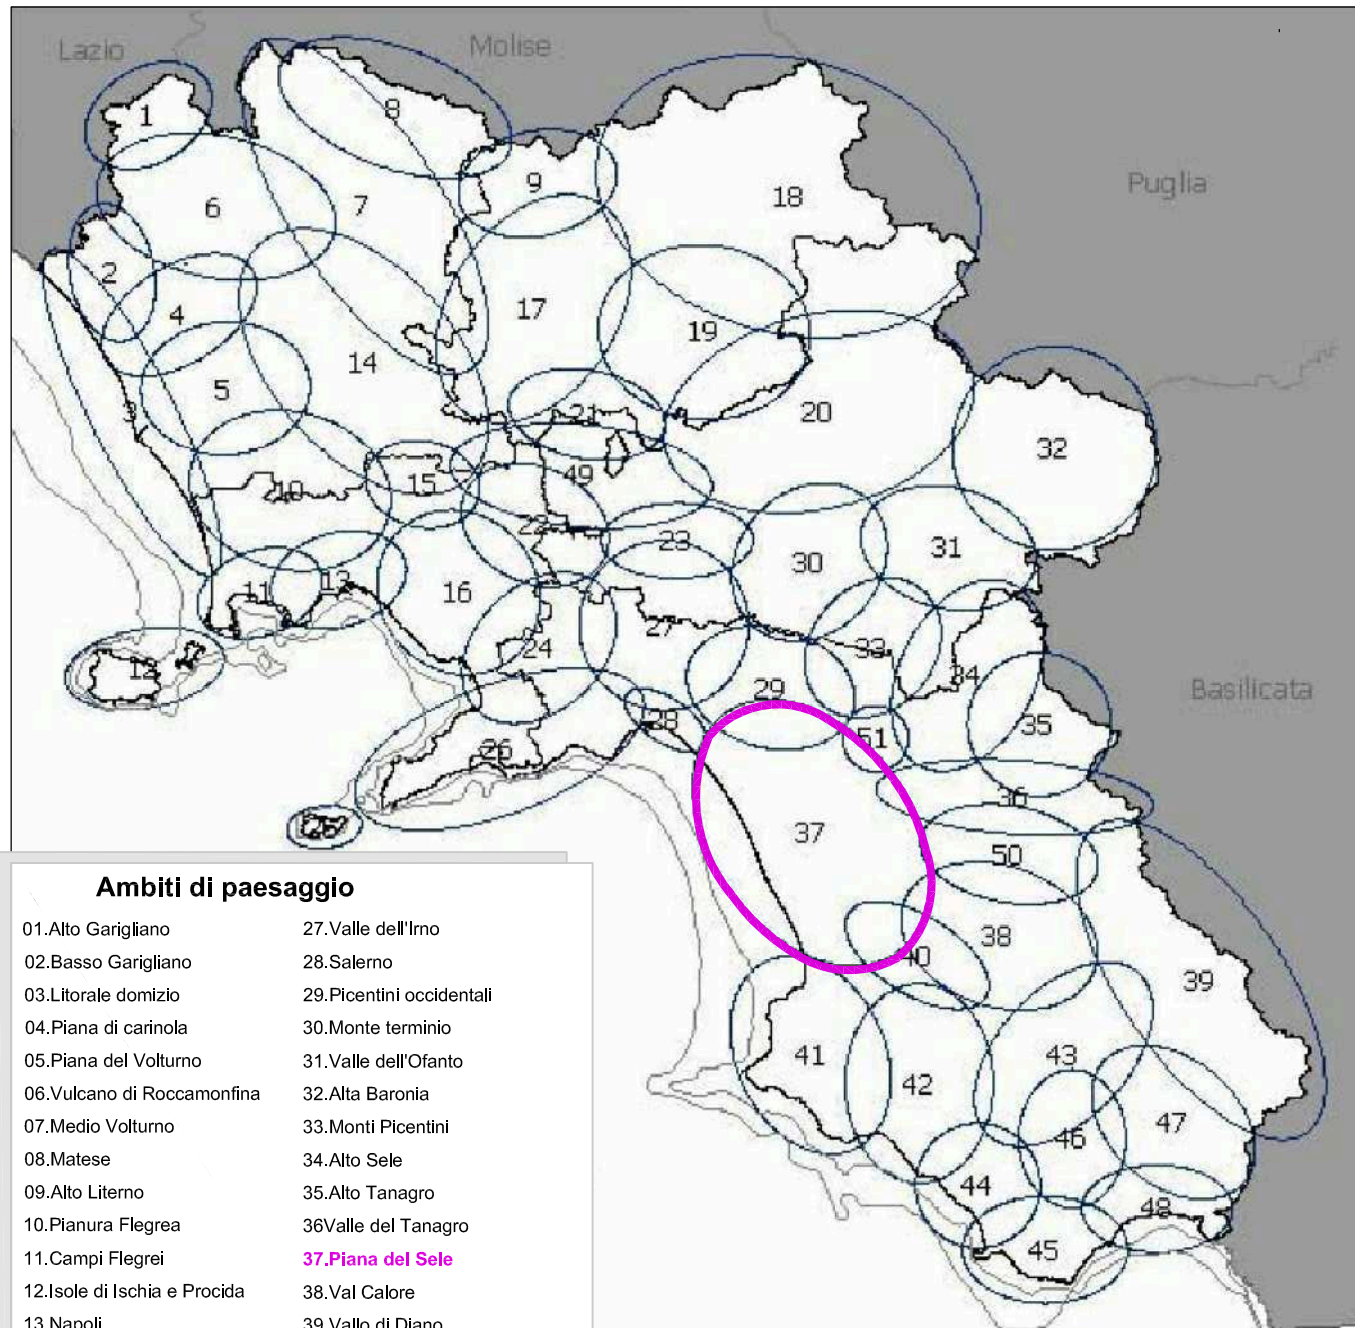 Lazio
Molise
Puglia
Basilicata
1
8
9
6
7
18
2
4
17
19
14
3
5
20
21
32
10
15
49
22
23
30
31
11
13
16
27
24
33
12
29
34
28
51
35
26
36
37
50
38
40
39
41
42
43
46
47
44
48
45
Ambiti di paesaggio
01.Alto Garigliano
02.Basso Garigliano
03.Litorale domizio
04.Piana di carinola
05.Piana del Volturno
06.Vulcano di Roccamonfina
07.Medio Volturno
08.Matese
09.Alto Literno
10.Pianura Flegrea
11.Campi Flegrei
12.Isole di Ischia e Procida
13.Napoli
27.Valle dell'Irno
28.Salerno
29.Picentini occidentali
30.Monte terminio
31.Valle dell'Ofanto
32.Alta Baronia
33.Monti Picentini
34.Alto Sele
35.Alto Tanagro
36Valle del Tanagro
37.Piana del Sele
38.Val Calore
39.Vallo di Diano